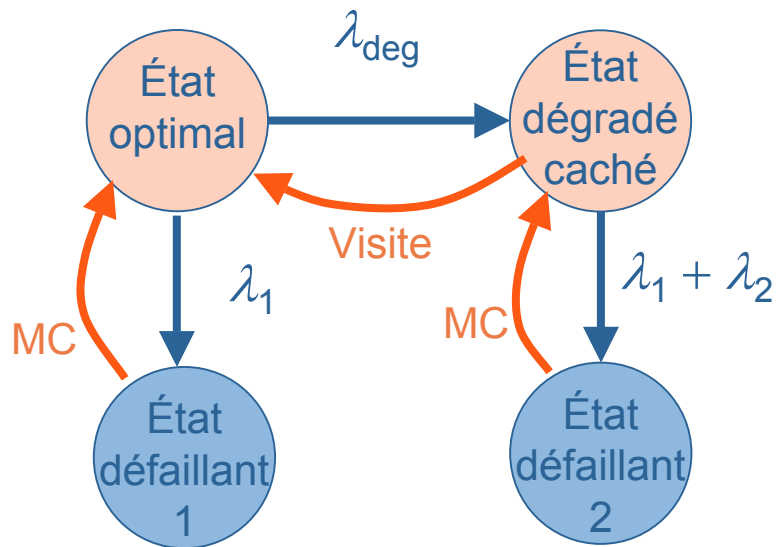 λdeg
État
optimal
État
dégradé
caché
Visite
λ1
λ1 + λ2
MC
MC
État
défaillant
1
État
défaillant
2